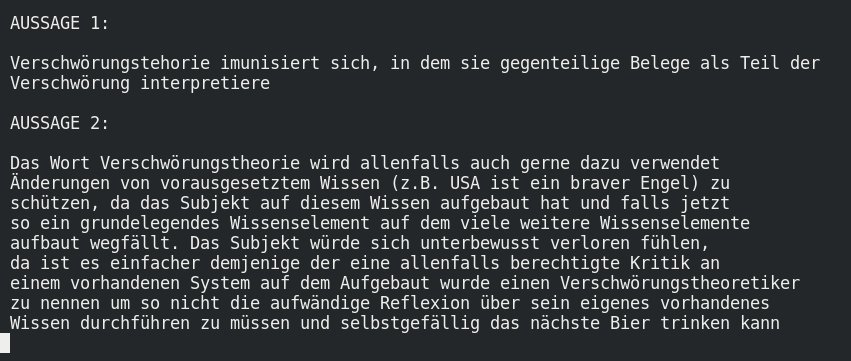 AUSSAGE 1:
Verschwörungstehorie imunisiert sich, in dem sie gegenteilige Belege als Teil der
Verschwörung interpretiere
AUSSAGE 2:
Das Wort Verschwörungstheorie wird allenfalls auch gerne dazu verwendet
Änderungen von vorausgesetztem Wissen (z.B. USA ist ein braver Engel) zu
schützen, da das Subjekt auf diesem Wissen aufgebaut hat und falls jetzt
so ein grundelegendes Wissenselement auf dem viele weitere Wissenselemente
aufbaut wegfällt. Das Subjekt würde sich unterbewusst verloren fühlen,
da ist es einfacher demjenige der eine allenfalls berechtigte Kritik an
einem vorhandenen System auf dem Aufgebaut wurde einen Verschwörungstheoretiker
zu nennen um so nicht die aufwändige Reflexion über sein eigenes vorhandenes
Wissen durchführen zu müssen und selbstgefällig das nächste Bier trinken kann